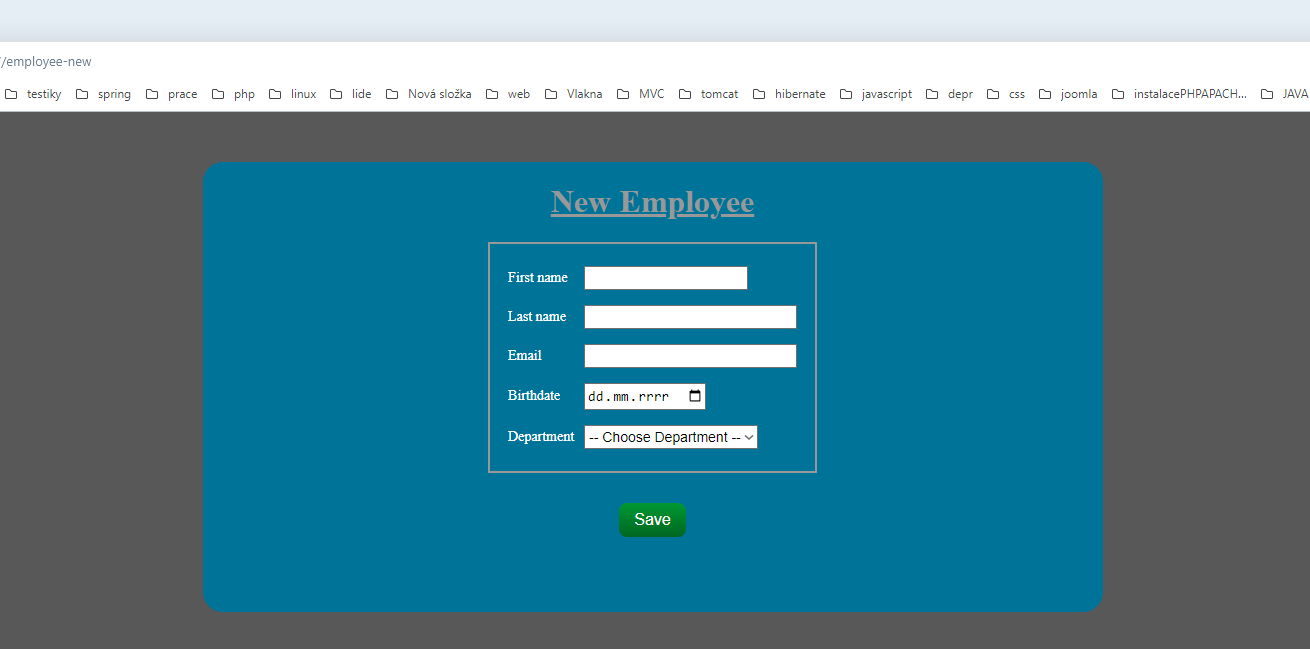 /employee-new
testiky spring prace php linux lide Nová složka web Vlakna MVC tomcat hibernate javascript depr css joomla instalacePHPAPACH... JAVA
New Employee
First name
Last name
Email
Birthdate dd.mm.rrrr
Department -- Choose Department --
Save